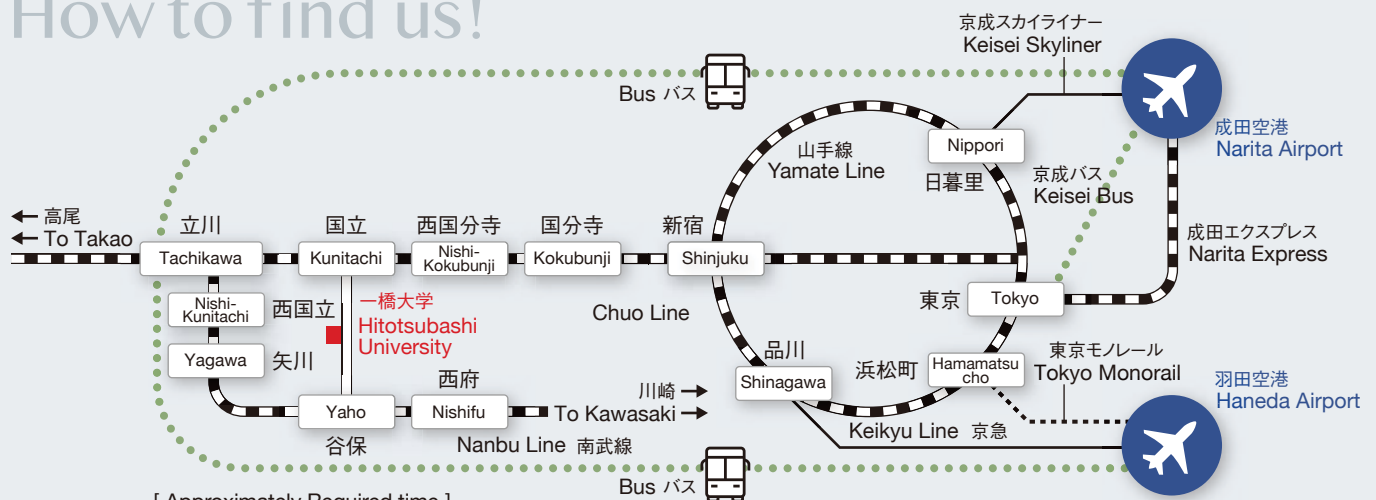 How to find us!
京成スカイライナー
Keisei Skyliner
Bus バス
成田空港
Narita Airport
山手線
Yamate Line
Nippori
日暮里
京成バス
Keisei Bus
← 高尾
← To Takao
立川
国立
西国分寺
国分寺
新宿
成田エクスプレス
Narita Express
Tachikawa
Kunitachi
Nishi-
Kokubunji
Kokubunji
Shinjuku
Nishi-
Kunitachi
西国立
一橋大学
Hitotsubashi
University
Chuo Line
東京
Tokyo
Yagawa
矢川
品川
Shinagawa
浜松町
Hamamatsu
cho
東京モノレール
Tokyo Monorail
羽田空港
Haneda Airport
西府
川崎 →
Yaho
Nishifu
To Kawasaki →
谷保
Nanbu Line 南武線
Keikyu Line 京急
Bus バス
[ Approximately Required time ]